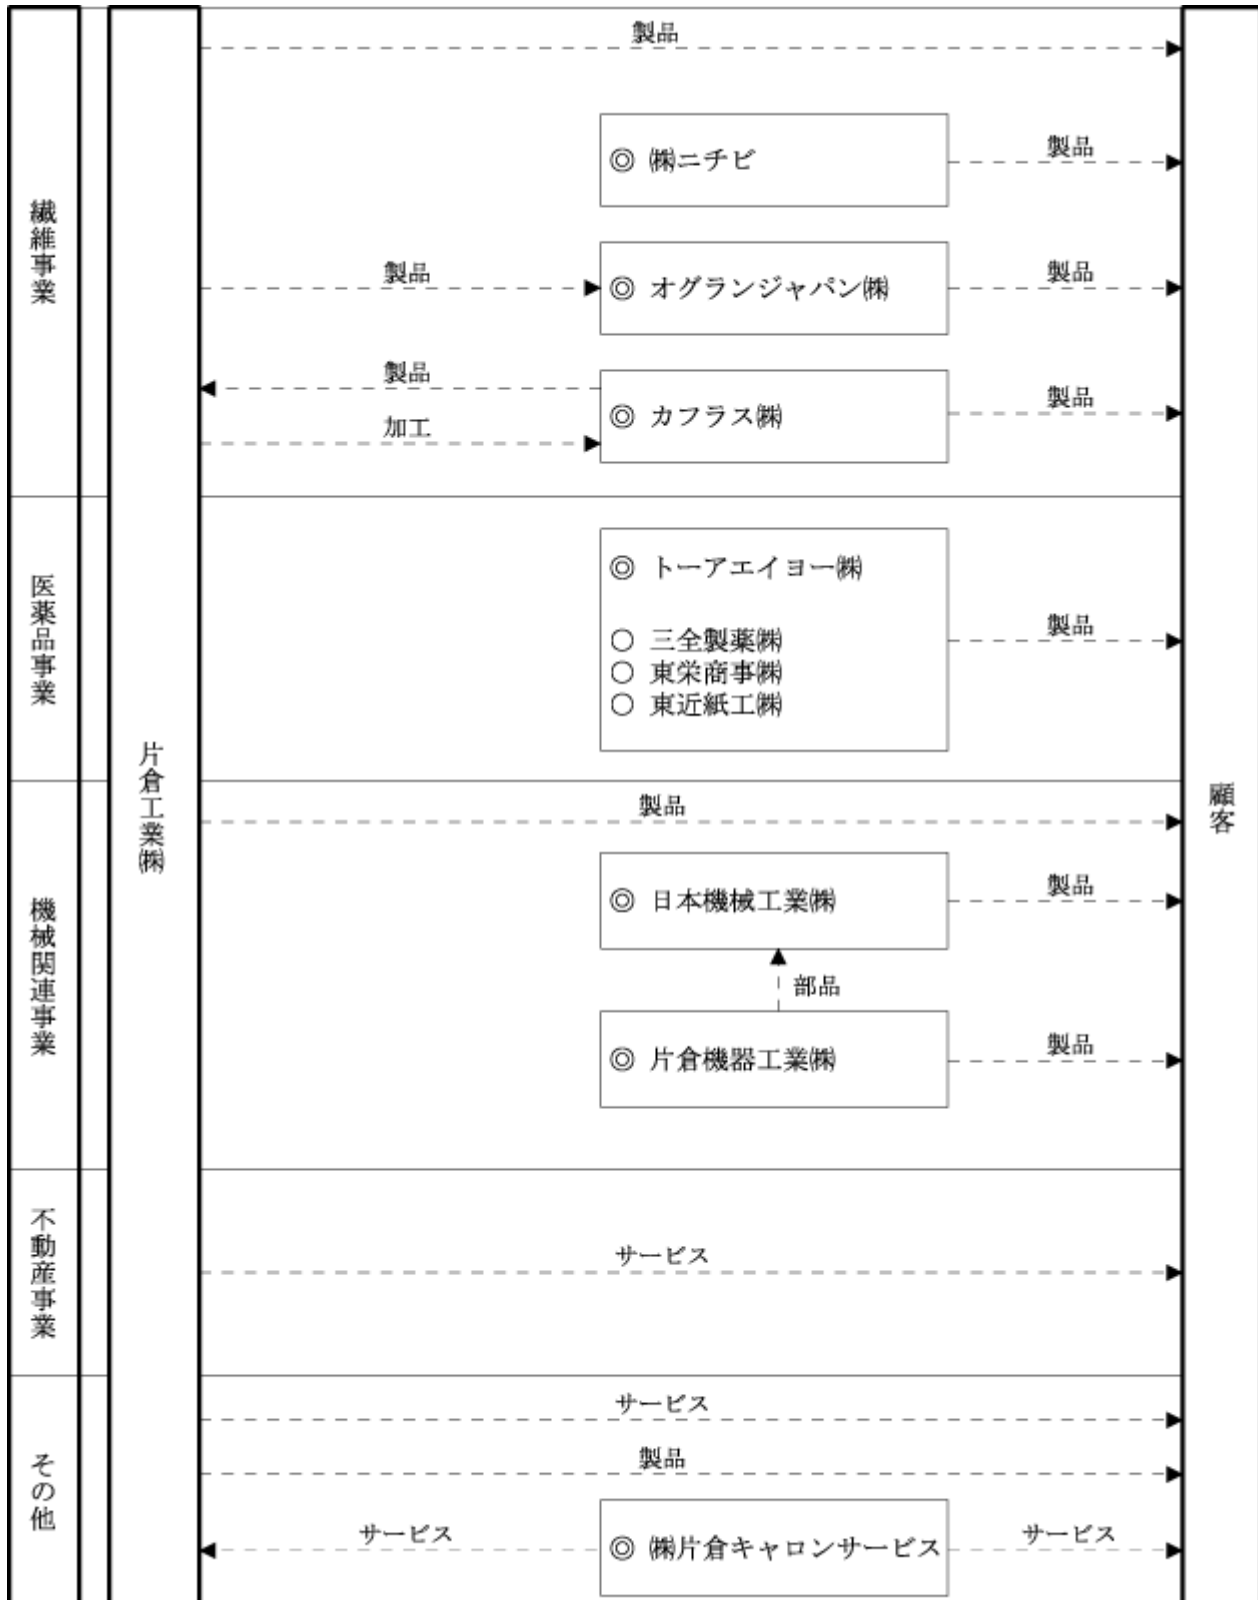 繊維事業
片倉工業㈱
顧客
製品
◎ ㈱ニチビ
製品
製品
◎ オグランジャパン㈱
製品
製品
加工
◎ カフラス㈱
製品
医薬品事業
◎ トーアエイヨー㈱
○ 三全製薬㈱
○ 東栄商事㈱
○ 東近紙工㈱
製品
機械関連事業
製品
◎ 日本機械工業㈱
製品
部品
◎ 片倉機器工業㈱
製品
不動産事業
サービス
その他
サービス
製品
サービス
◎ ㈱片倉キャロンサービス
サービス